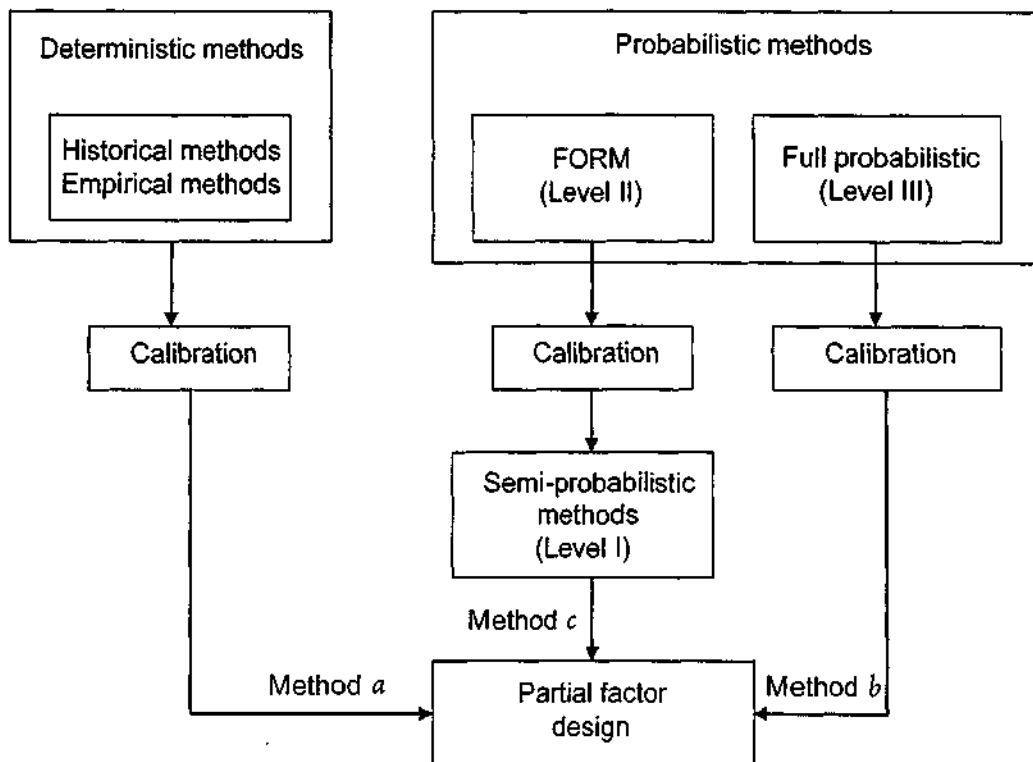 Deterministic methods
Historical methods
Empirical methods
Probabilistic methods
FORM
(Level II)
Full probabilistic
(Level III)
Calibration
Calibration
Calibration
Semi-probabilistic
methods
(Level I)
Method c
Method a
Partial factor
design
Method b